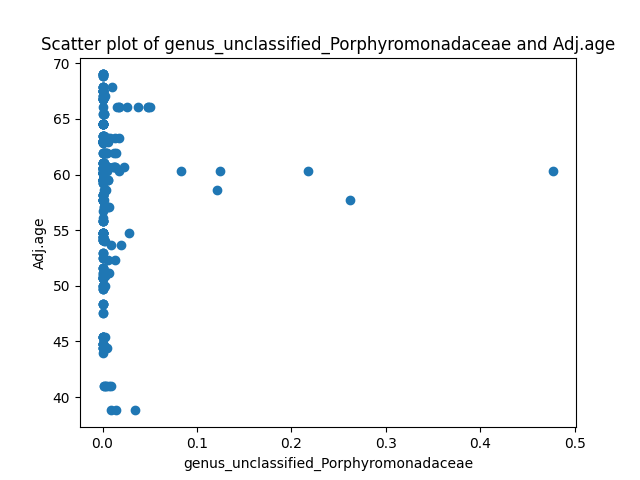 Scatter plot of genus_unclassified_Porphyromonadaceae and Adj.age
70
65
60
55
50
45
40
Adj.age
0.0 0.1 0.2 0.3 0.4 0.5
genus_unclassified_Porphyromonadaceae